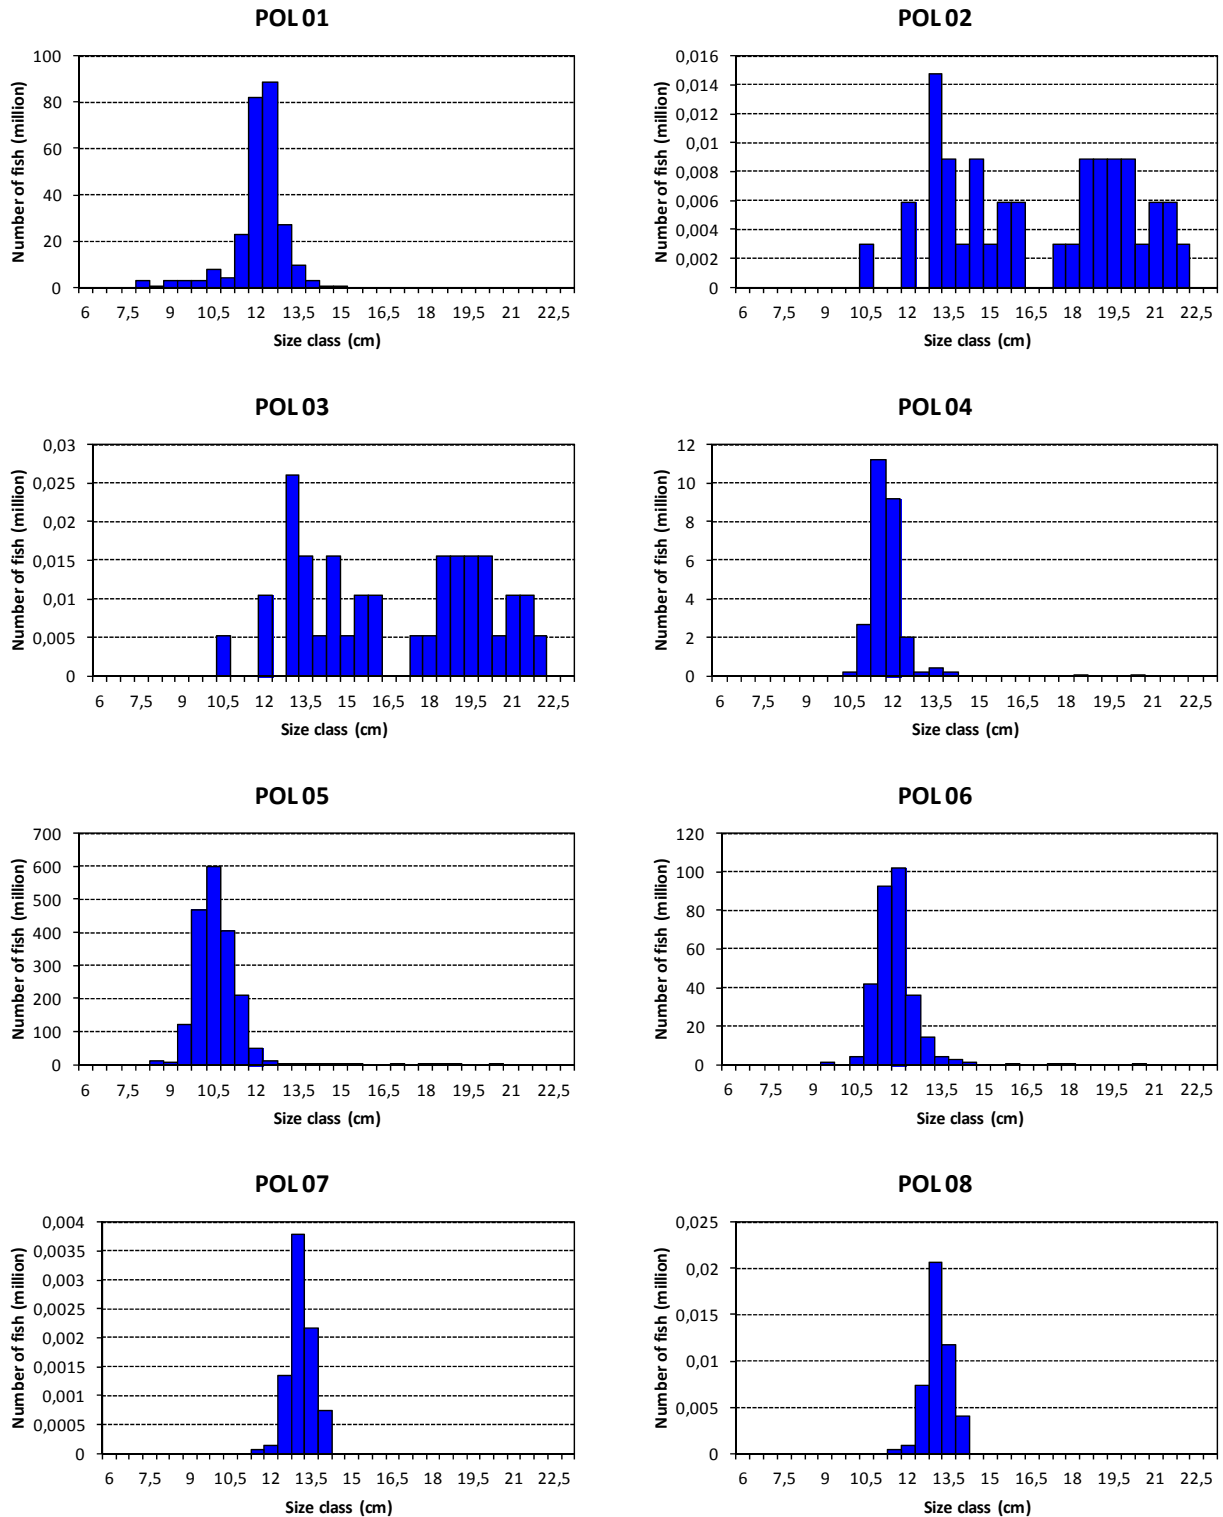 POL 01
Number of fish (million)
100
80
60
40
20
0
6 7,5 9 10,5 12 13,5 15 16,5 18 19,5 21 22,5
Size class (cm)
POL 02
Number of fish (million)
0,016
0,014
0,012
0,01
0,008
0,006
0,004
0,002
0
6 7,5 9 10,5 12 13,5 15 16,5 18 19,5 21 22,5
Size class (cm)
POL 03
Number of fish (million)
0,03
0,025
0,02
0,015
0,01
0,005
0
6 7,5 9 10,5 12 13,5 15 16,5 18 19,5 21 22,5
Size class (cm)
POL 04
Number of fish (million)
12
10
8
6
4
2
0
6 7,5 9 10,5 12 13,5 15 16,5 18 19,5 21 22,5
Size class (cm)
POL 05
Number of fish (million)
700
600
500
400
300
200
100
0
6 7,5 9 10,5 12 13,5 15 16,5 18 19,5 21 22,5
Size class (cm)
POL 06
Number of fish (million)
120
100
80
60
40
20
0
6 7,5 9 10,5 12 13,5 15 16,5 18 19,5 21 22,5
Size class (cm)
POL 07
Number of fish (million)
0,004
0,0035
0,003
0,0025
0,002
0,0015
0,001
0,0005
0
6 7,5 9 10,5 12 13,5 15 16,5 18 19,5 21 22,5
Size class (cm)
POL 08
Number of fish (million)
0,025
0,02
0,015
0,01
0,005
0
6 7,5 9 10,5 12 13,5 15 16,5 18 19,5 21 22,5
Size class (cm)